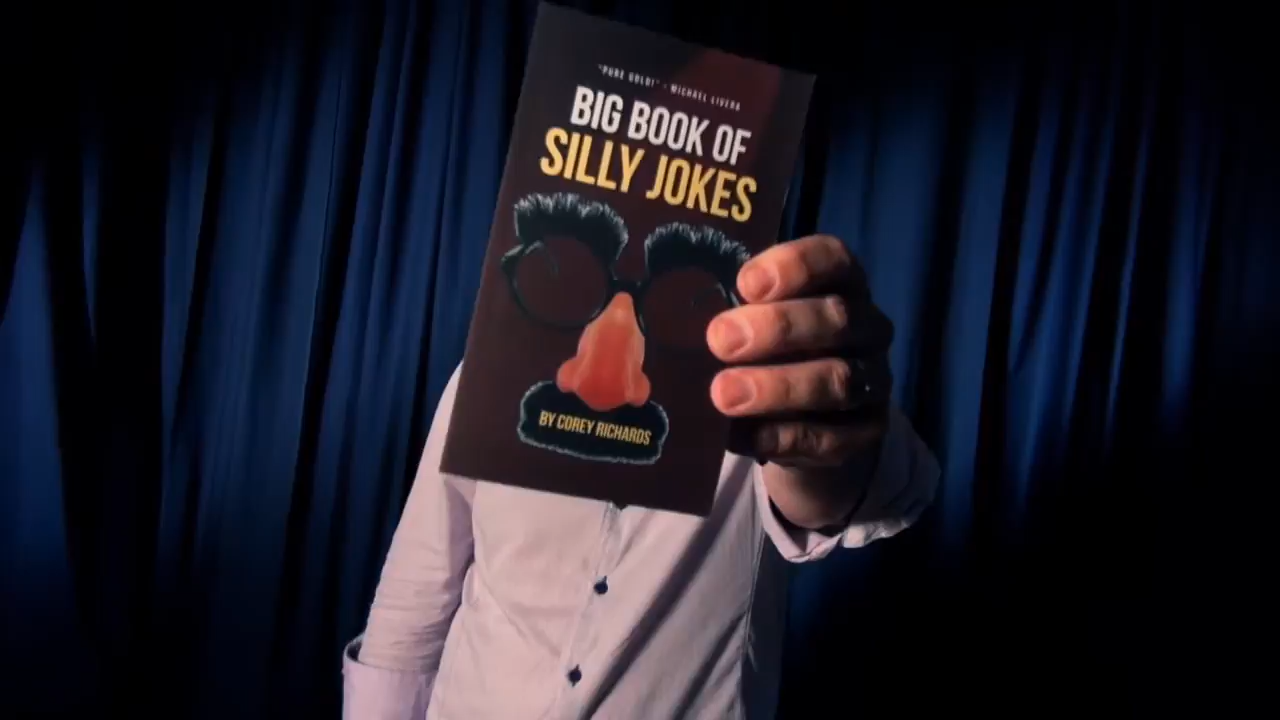 "PURE GOLD!" - MICHAEL LIVERA
BIG BOOK OF
SILLY JOKES
BY COREY RICHARDS